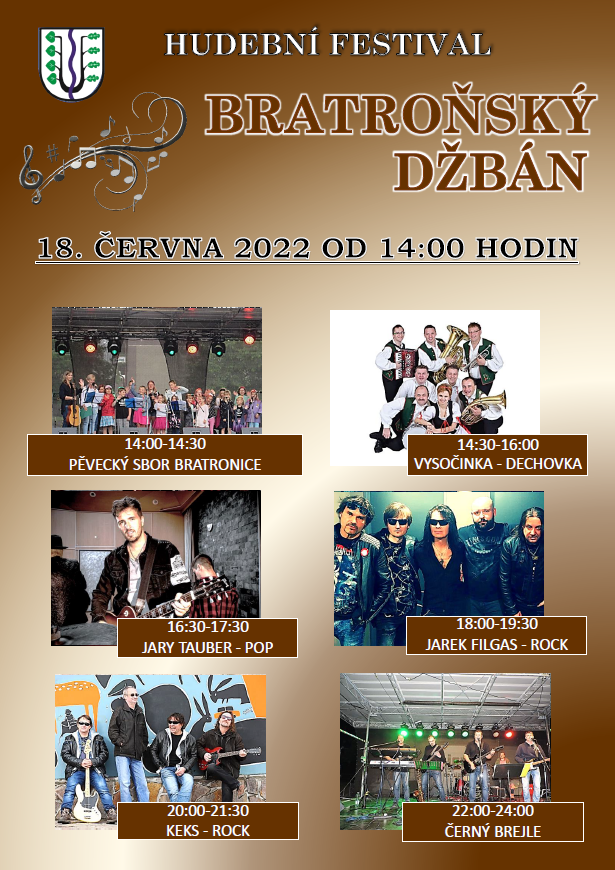 HUDEBNÍ FESTIVAL
BRATROŇSKÝ
DŽBÁN
18. ČERVNA 2022 OD 14:00 HODIN
14:00-14:30
PĚVECKÝ SBOR BRATRONICE
14:30-16:00
VYSOČINKA - DECHOVKA
16:30-17:30
JARY TAUBER - POP
18:00-19:30
JAREK FILGAS - ROCK
20:00-21:30
KEKS - ROCK
22:00-24:00
ČERNÝ BREJLE